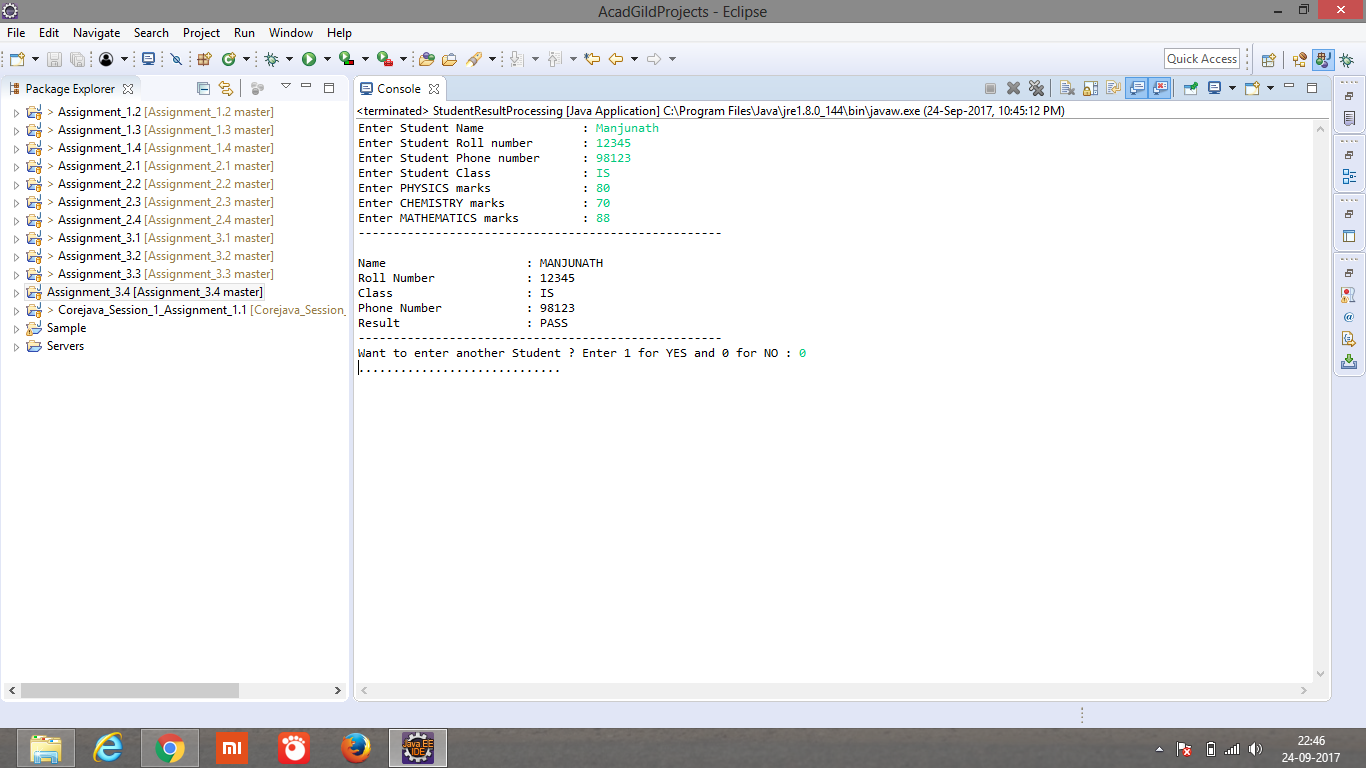 AcadGildProjects - Eclipse
File Edit Navigate Search Project Run Window Help
Quick Access
Package Explorer
> Assignment_1.2 [Assignment_1.2 master]
> Assignment_1.3 [Assignment_1.3 master]
> Assignment_1.4 [Assignment_1.4 master]
> Assignment_2.1 [Assignment_2.1 master]
> Assignment_2.2 [Assignment_2.2 master]
> Assignment_2.3 [Assignment_2.3 master]
> Assignment_2.4 [Assignment_2.4 master]
> Assignment_3.1 [Assignment_3.1 master]
> Assignment_3.2 [Assignment_3.2 master]
> Assignment_3.3 [Assignment_3.3 master]
Assignment_3.4 [Assignment_3.4 master]
> Corejava_Session_1_Assignment_1.1 [Corejava_Session_
Sample
Servers
Console
<terminated> StudentResultProcessing [Java Application] C:\Program Files\Java\jre1.8.0_144\bin\javaw.exe (24-Sep-2017, 10:45:12 PM)
Enter Student Name : Manjunath
Enter Student Roll number : 12345
Enter Student Phone number : 98123
Enter Student Class : IS
Enter PHYSICS marks : 80
Enter CHEMISTRY marks : 70
Enter MATHEMATICS marks : 88
----------------------------------------------------
Name : MANJUNATH
Roll Number : 12345
Class : IS
Phone Number : 98123
Result : PASS
----------------------------------------------------
Want to enter another Student ? Enter 1 for YES and 0 for NO : 0
.............................
mi
Java EE
IDE
22:46
24-09-2017